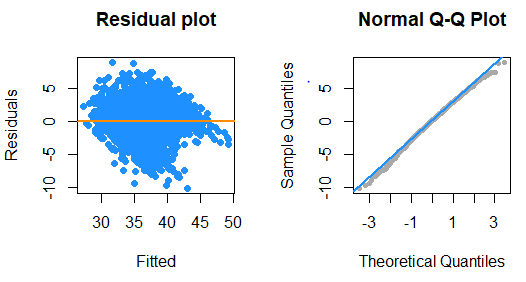 Residual plot
Residuals
5
0
-5
-10
30 35 40 45 50
Fitted
Normal Q-Q Plot
Sample Quantiles
5
0
-5
-10
-3 -1 1 3
Theoretical Quantiles